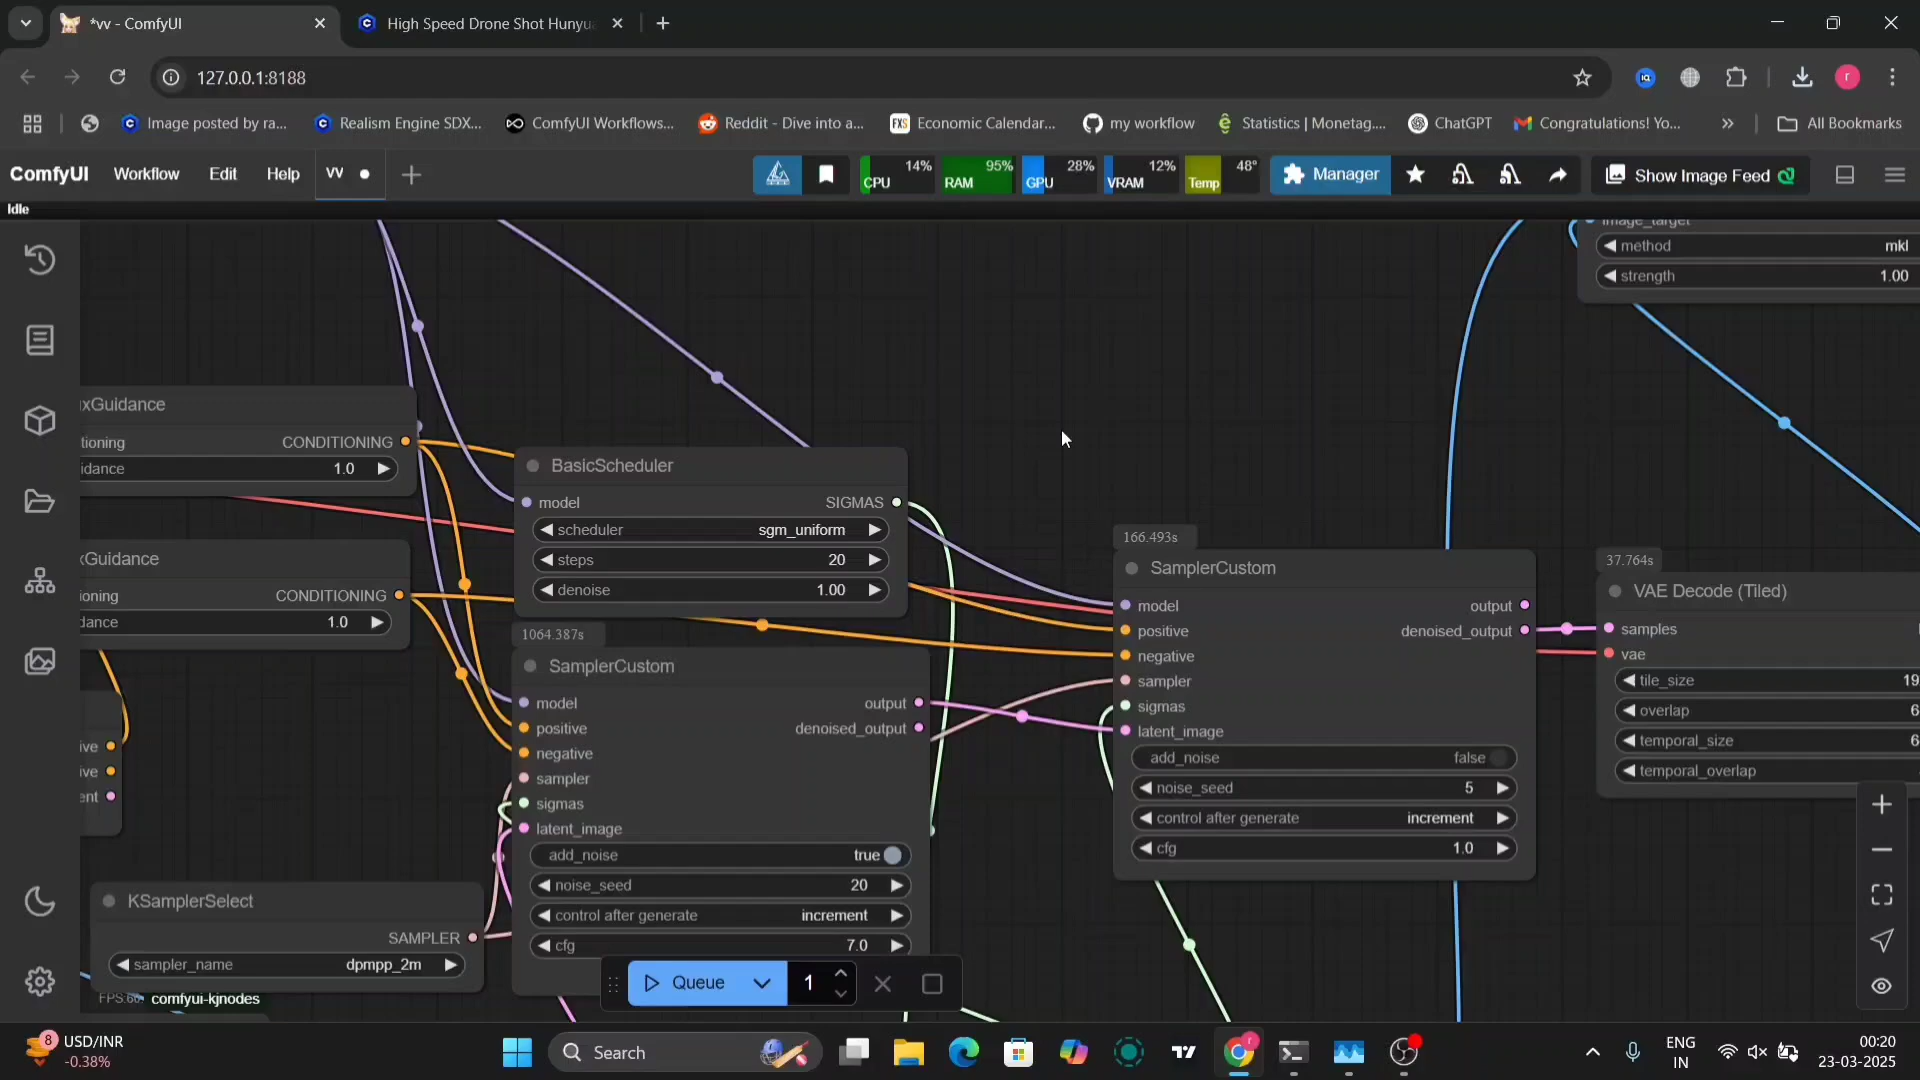 *vv - ComfyUI
High Speed Drone Shot Hunyua
127.0.0.1:8188
Image posted by ra...
Realism Engine SDX...
ComfyUI Workflows...
Reddit - Dive into a...
FXS
Economic Calendar...
my workflow
Statistics | Monetag....
ChatGPT
Congratulations! Yo...
»
All Bookmarks
ComfyUI
Workflow
Edit
Help
vv
CPU 14%
RAM 95%
GPU 28%
VRAM 12%
Temp 48°
Manager
Show Image Feed
Idle
image_target
method mkl
strength 1.00
xGuidance
tioning CONDITIONING
idance 1.0
BasicScheduler
model SIGMAS
scheduler sgm_uniform
steps 20
denoise 1.00
xGuidance
ioning CONDITIONING
dance 1.0
166.493s
SamplerCustom
model output
positive denoised_output
negative
sampler
sigmas
latent_image
add_noise false
noise_seed 5
control after generate increment
cfg 1.0
37.764s
VAE Decode (Tiled)
samples
vae
tile_size 19
overlap 6
temporal_size 6
temporal_overlap
1064.387s
SamplerCustom
model output
positive denoised_output
negative
sampler
sigmas
latent_image
add_noise true
noise_seed 20
control after generate increment
cfg 7.0
ive
ive
ent
KSamplerSelect
SAMPLER
sampler_name dpmpp_2m
comfyui-kjnodes
Queue 1
8
USD/INR
-0.38%
Search
ENG
IN
00:20
23-03-2025